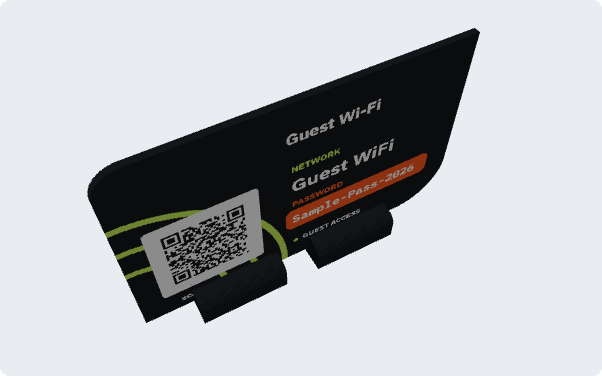 Guest Wi-Fi
NETWORK
Guest WiFi
PASSWORD
Sample-Pass-2026
GUEST ACCESS